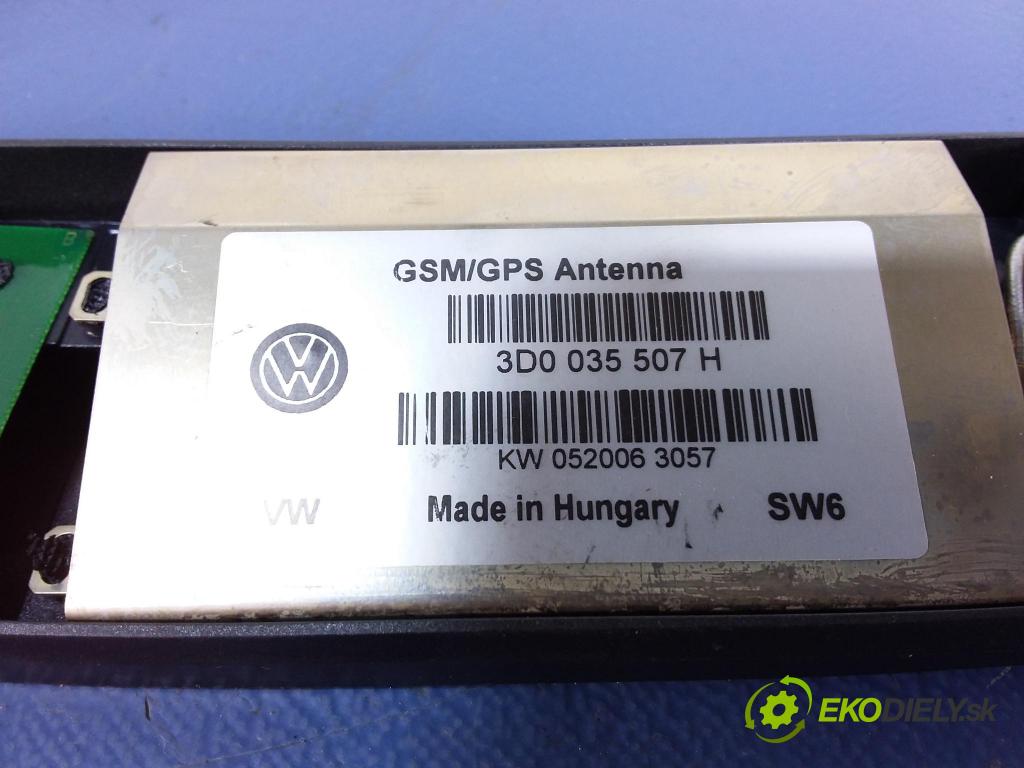 GSM/GPS Antenna
3D0 035 507 H
KW 052006 3057
VW Made in Hungary SW6
EKODIELY.sk